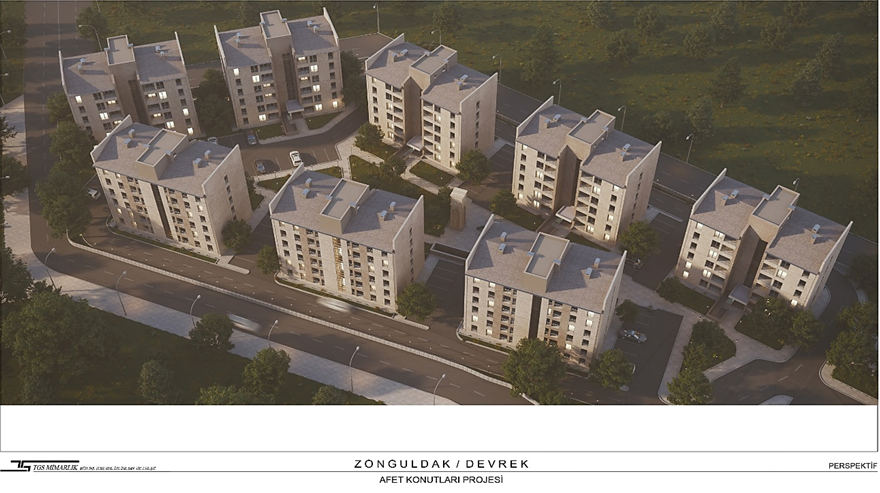 TGS MİMARLIK
ZONGULDAK / DEVREK
AFET KONUTLARI PROJESİ
PERSPEKTİF